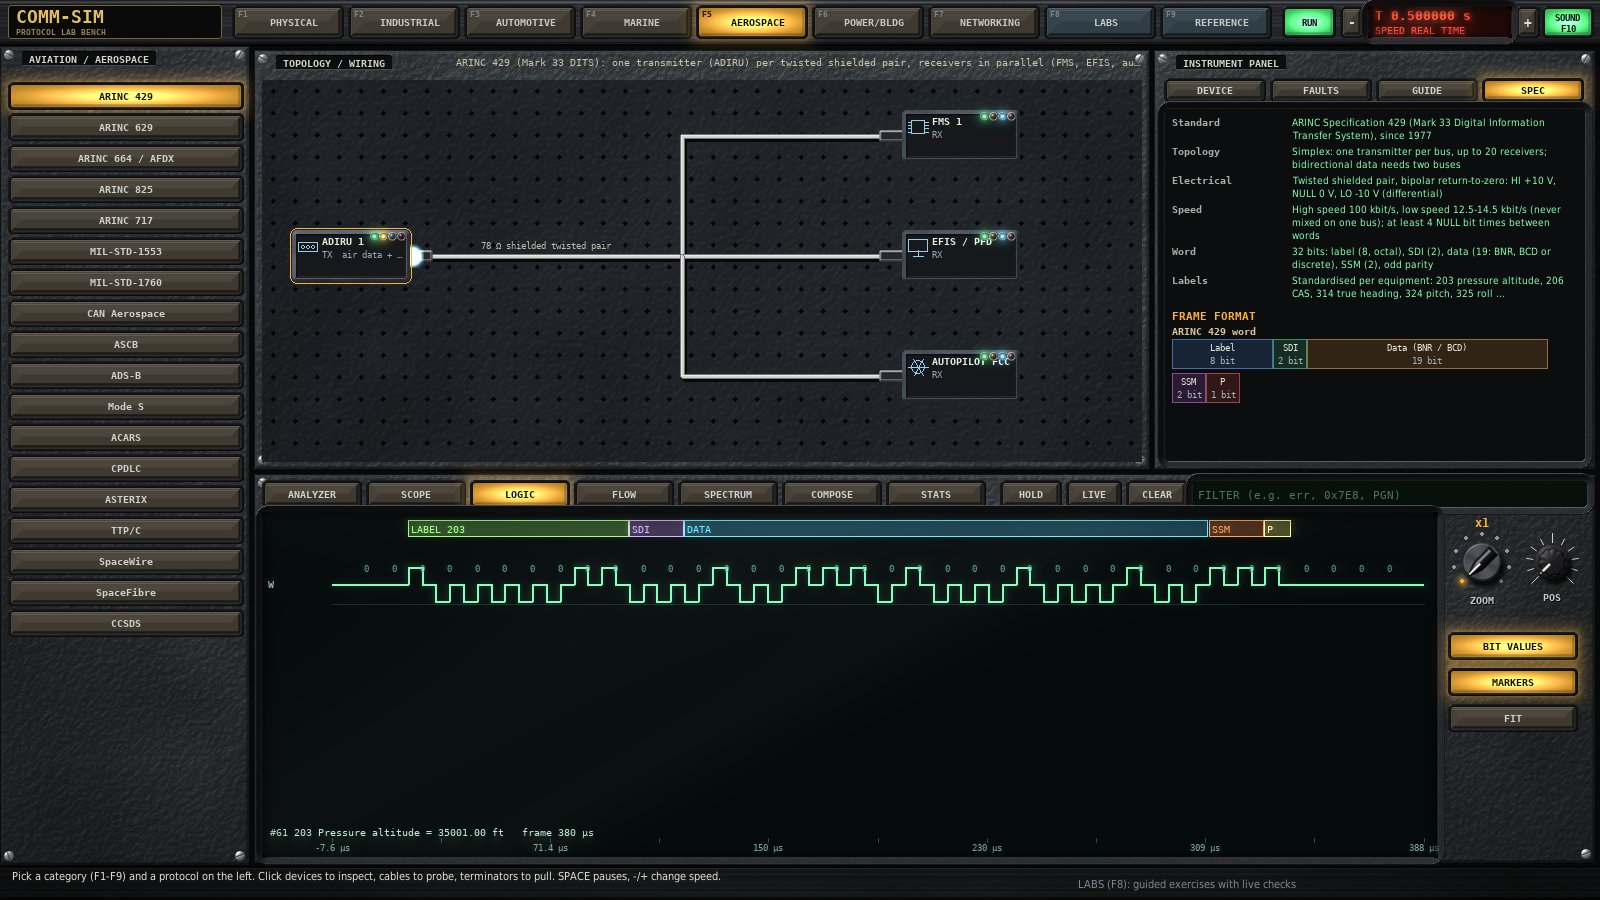 COMM-SIM
PROTOCOL LAB BENCH
F1 PHYSICAL
F2 INDUSTRIAL
F3 AUTOMOTIVE
F4 MARINE
F5 AEROSPACE
F6 POWER/BLDG
F7 NETWORKING
F8 LABS
F9 REFERENCE
RUN
-
T 0.500000 s
SPEED REAL TIME
+
SOUND
F10
AVIATION / AEROSPACE
ARINC 429
ARINC 629
ARINC 664 / AFDX
ARINC 825
ARINC 717
MIL-STD-1553
MIL-STD-1760
CAN Aerospace
ASCB
ADS-B
Mode S
ACARS
CPDLC
ASTERIX
TTP/C
SpaceWire
SpaceFibre
CCSDS
TOPOLOGY / WIRING
ARINC 429 (Mark 33 DITS): one transmitter (ADIRU) per twisted shielded pair, receivers in parallel (FMS, EFIS, au…
ADIRU 1
TX air data + …
78 Ω shielded twisted pair
FMS 1
RX
EFIS / PFD
RX
AUTOPILOT FCC
RX
INSTRUMENT PANEL
DEVICE
FAULTS
GUIDE
SPEC
Standard
ARINC Specification 429 (Mark 33 Digital Information
Transfer System), since 1977
Topology
Simplex: one transmitter per bus, up to 20 receivers;
bidirectional data needs two buses
Electrical
Twisted shielded pair, bipolar return-to-zero: HI +10 V,
NULL 0 V, LO -10 V (differential)
Speed
High speed 100 kbit/s, low speed 12.5-14.5 kbit/s (never
mixed on one bus); at least 4 NULL bit times between
words
Word
32 bits: label (8, octal), SDI (2), data (19: BNR, BCD or
discrete), SSM (2), odd parity
Labels
Standardised per equipment: 203 pressure altitude, 206
CAS, 314 true heading, 324 pitch, 325 roll ...
FRAME FORMAT
ARINC 429 word
Label
8 bit
SDI
2 bit
Data (BNR / BCD)
19 bit
SSM
2 bit
P
1 bit
ANALYZER
SCOPE
LOGIC
FLOW
SPECTRUM
COMPOSE
STATS
HOLD
LIVE
CLEAR
FILTER (e.g. err, 0x7E8, PGN)
LABEL 203
SDI
DATA
SSM
P
W
#61 203 Pressure altitude = 35001.00 ft frame 380 µs
-7.6 µs
71.4 µs
150 µs
230 µs
309 µs
388 µs
x1
ZOOM
POS
BIT VALUES
MARKERS
FIT
Pick a category (F1-F9) and a protocol on the left. Click devices to inspect, cables to probe, terminators to pull. SPACE pauses, -/+ change speed.
LABS (F8): guided exercises with live checks